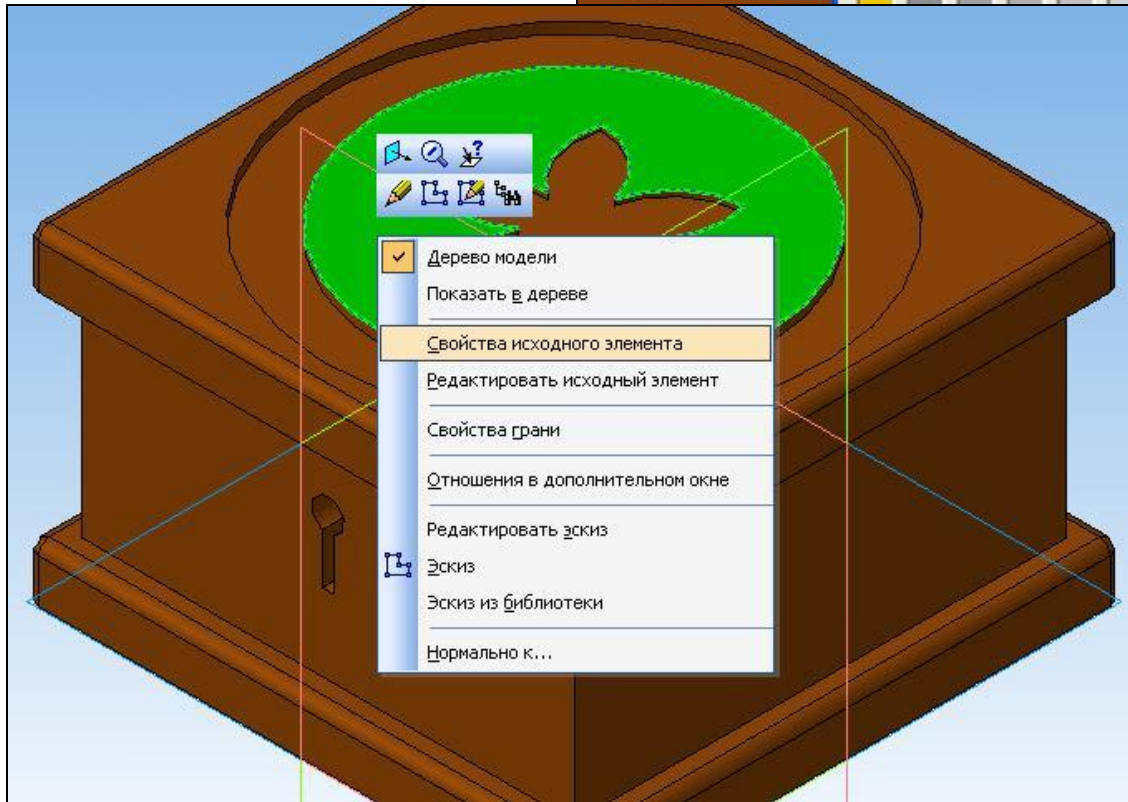 Дерево модели
Показать в дереве
Свойства исходного элемента
Редактировать исходный элемент
Свойства грани
Отношения в дополнительном окне
Редактировать эскиз
Эскиз
Эскиз из библиотеки
Нормально к...